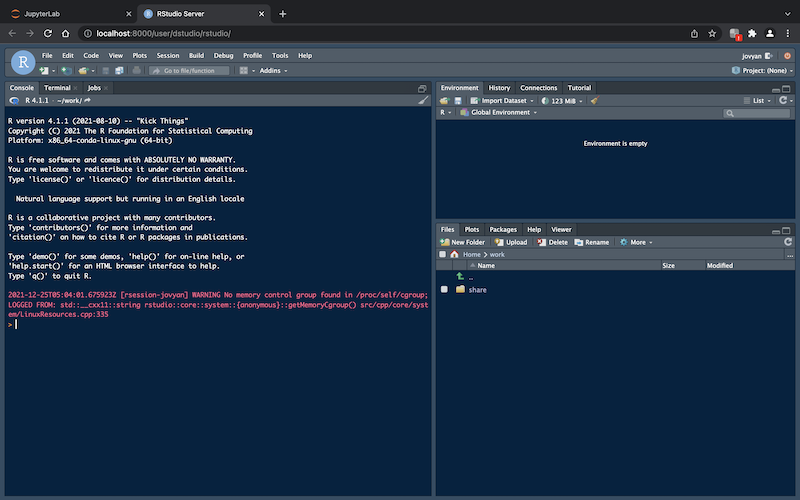 JupyterLab
RStudio Server
localhost:8000/user/dstudio/rstudio/
R File Edit Code View Plots Session Build Debug Profile Tools Help
jovyan
Go to file/function
Addins
Project: (None)
Console Terminal Jobs
R 4.1.1 · ~/work/
R version 4.1.1 (2021-08-10) -- "Kick Things"
Copyright (C) 2021 The R Foundation for Statistical Computing
Platform: x86_64-conda-linux-gnu (64-bit)
R is free software and comes with ABSOLUTELY NO WARRANTY.
You are welcome to redistribute it under certain conditions.
Type 'license()' or 'licence()' for distribution details.
Natural language support but running in an English locale
R is a collaborative project with many contributors.
Type 'contributors()' for more information and
'citation()' on how to cite R or R packages in publications.
Type 'demo()' for some demos, 'help()' for on-line help, or
'help.start()' for an HTML browser interface to help.
Type 'q()' to quit R.
2021-12-25T05:04:01.675923Z [rsession-jovyan] WARNING No memory control group found in /proc/self/cgroup;
LOGGED FROM: std::__cxx11::string rstudio::core::system::{anonymous}::getMemoryCgroup() src/cpp/core/syst
em/LinuxResources.cpp:335
>
Environment History Connections Tutorial
Import Dataset
123 MiB
List
R
Global Environment
Environment is empty
Files Plots Packages Help Viewer
New Folder Upload Delete Rename More
Home > work
...
Name Size Modified
..
share